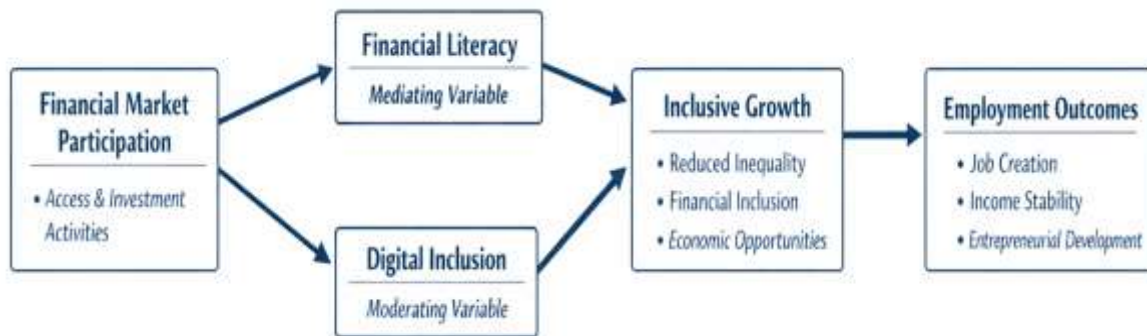 Financial Market
Participation
• Access & Investment
Activities
Financial Literacy
Mediating Variable
Digital Inclusion
Moderating Variable
Inclusive Growth
• Reduced Inequality
• Financial Inclusion
• Economic Opportunities
Employment Outcomes
• Job Creation
• Income Stability
• Entrepreneurial Development